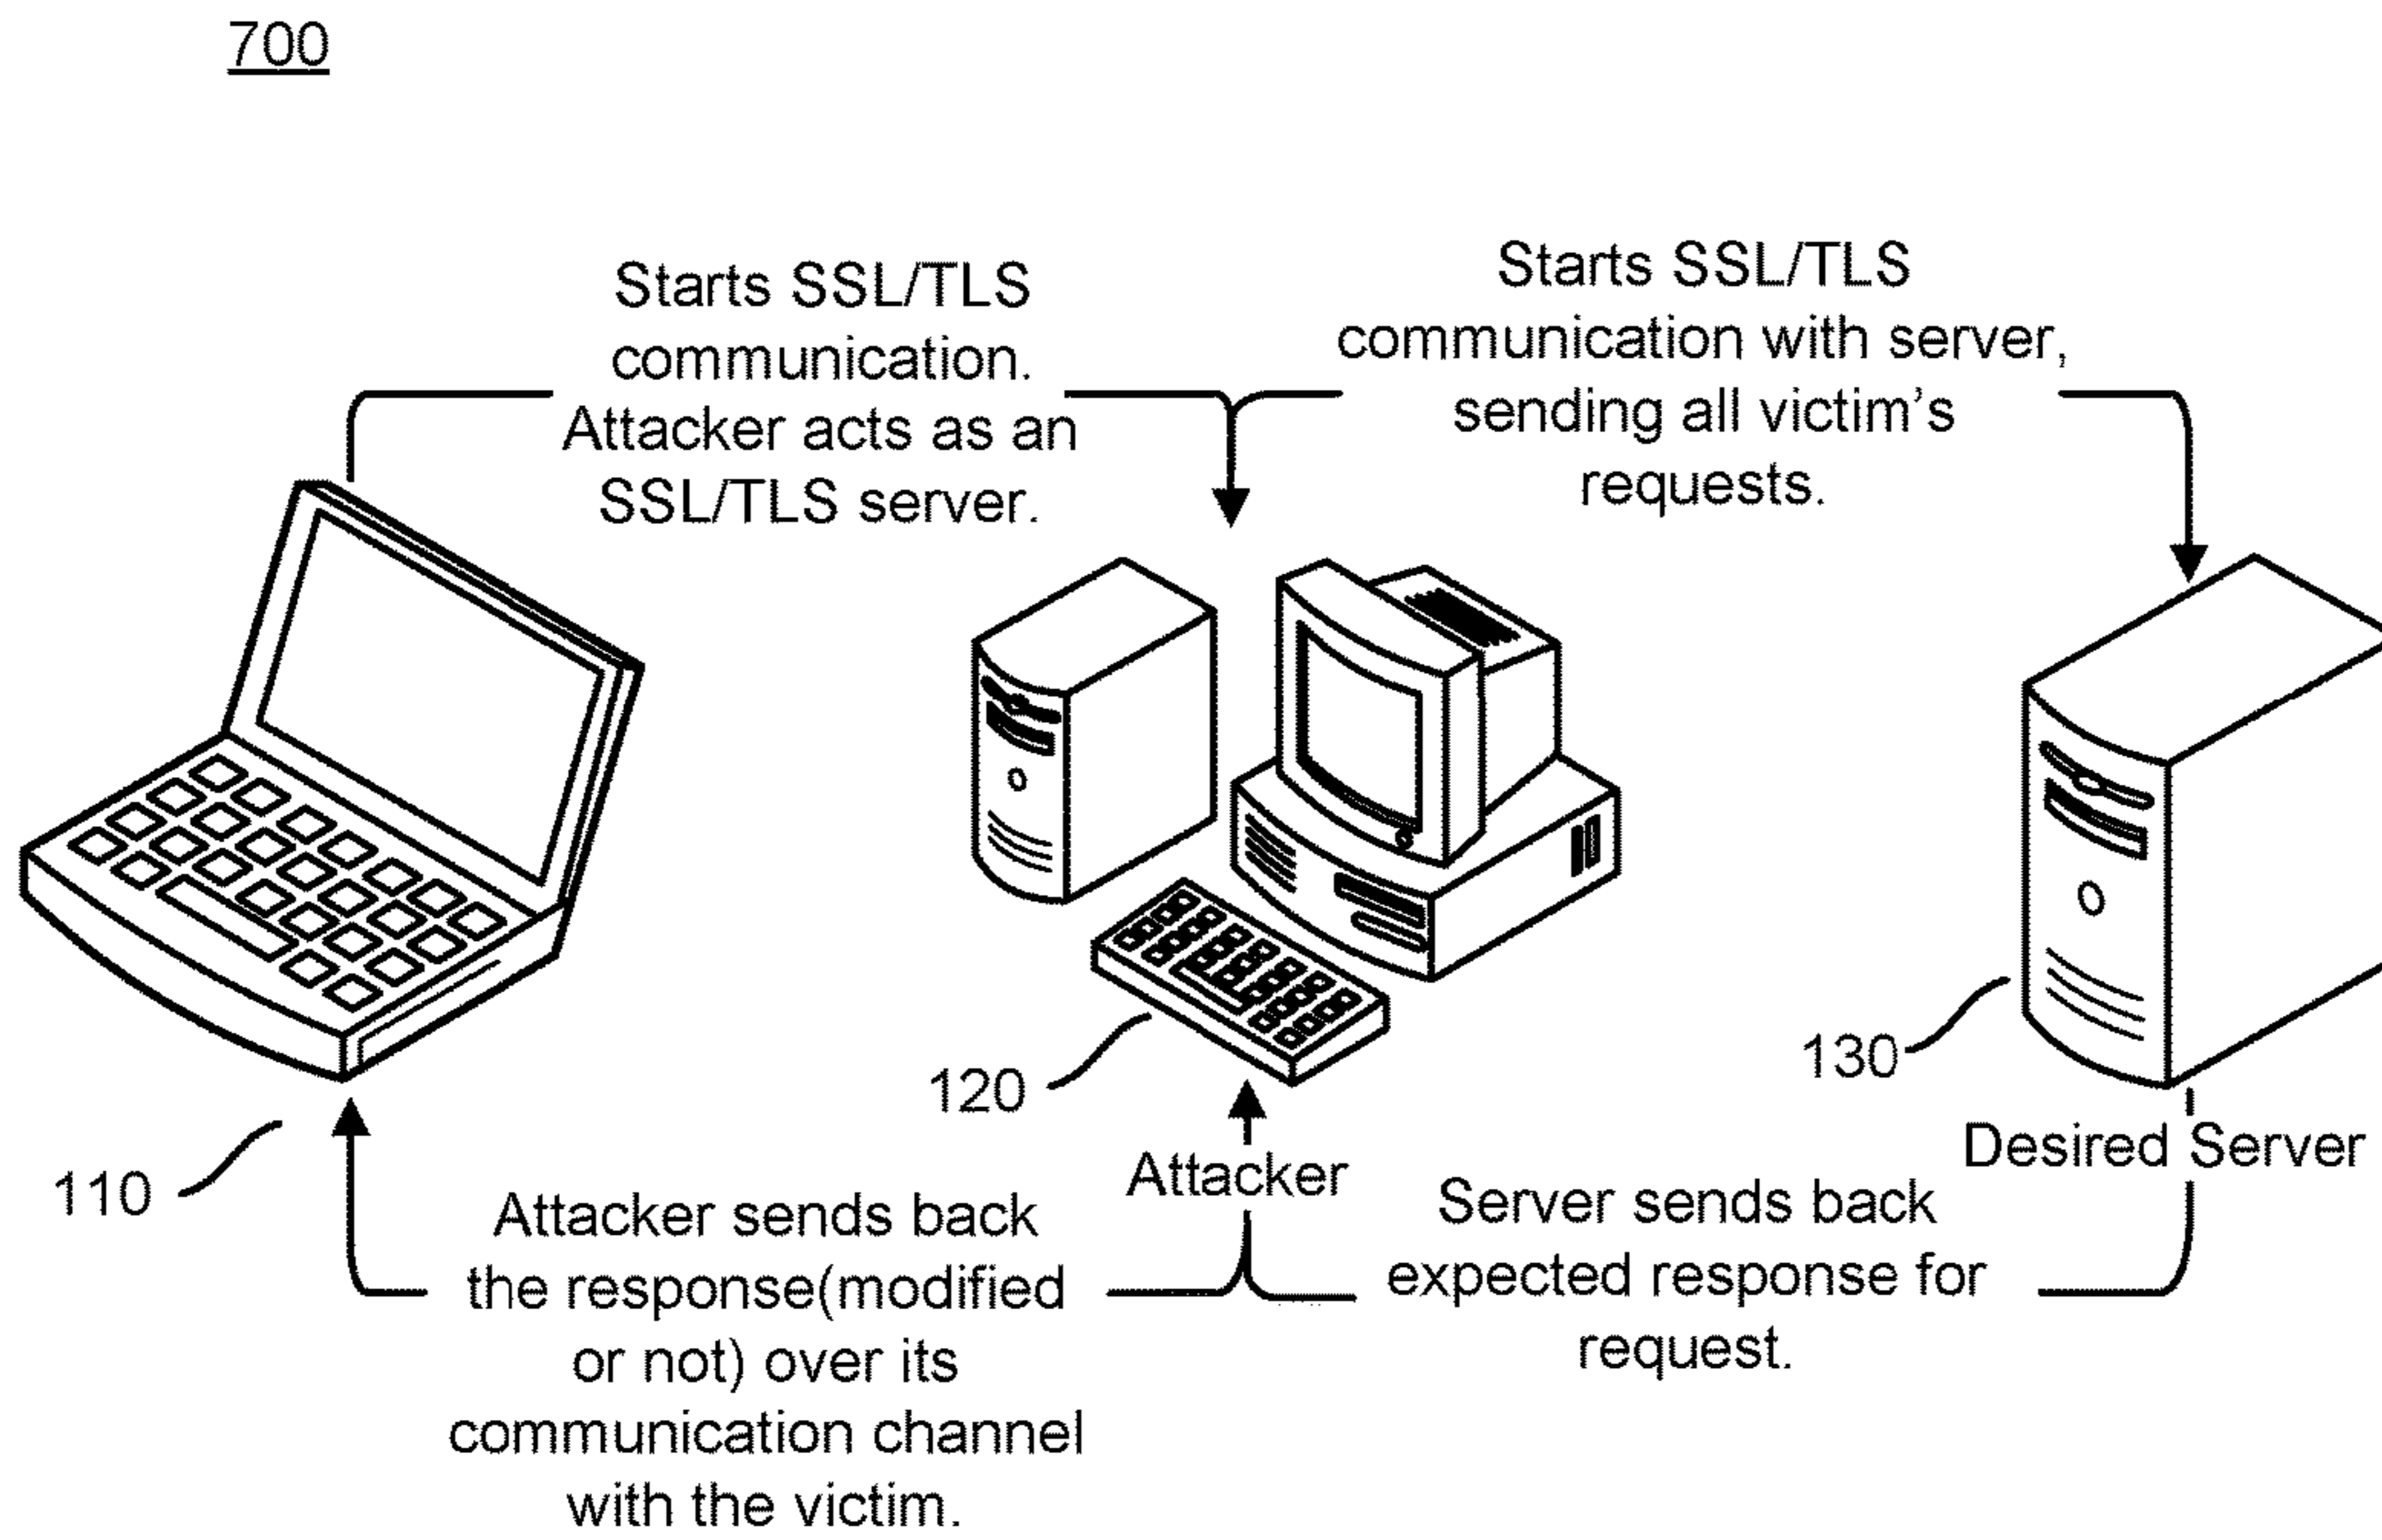 700
Starts SSL/TLS
communication.
Attacker acts as an
SSL/TLS server.
Starts SSL/TLS
communication with server,
sending all victim's
requests.
110
120
130
Attacker
Desired Server
Attacker sends back
the response(modified
or not) over its
communication channel
with the victim.
Server sends back
expected response for
request.